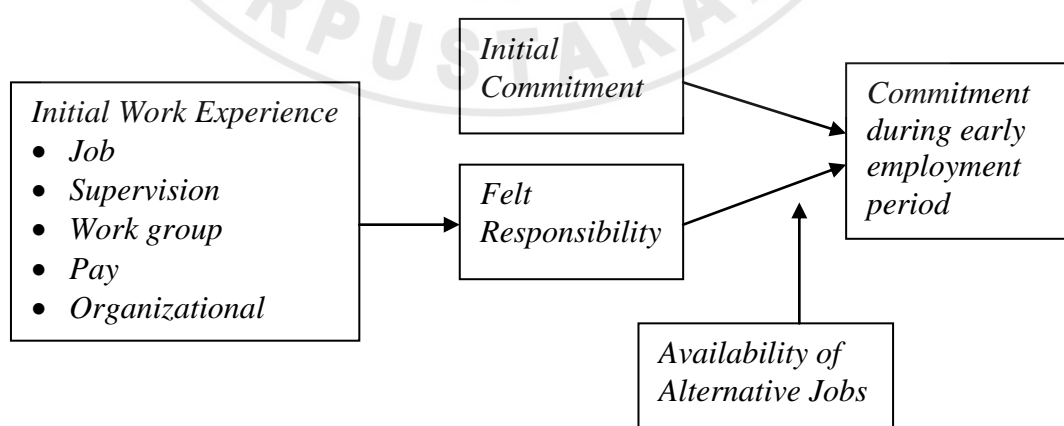 RPUSTAKA
Initial
Commitment
Initial Work Experience
• Job
• Supervision
• Work group
• Pay
• Organizational
Felt
Responsibility
Commitment
during early
employment
period
Availability of
Alternative Jobs